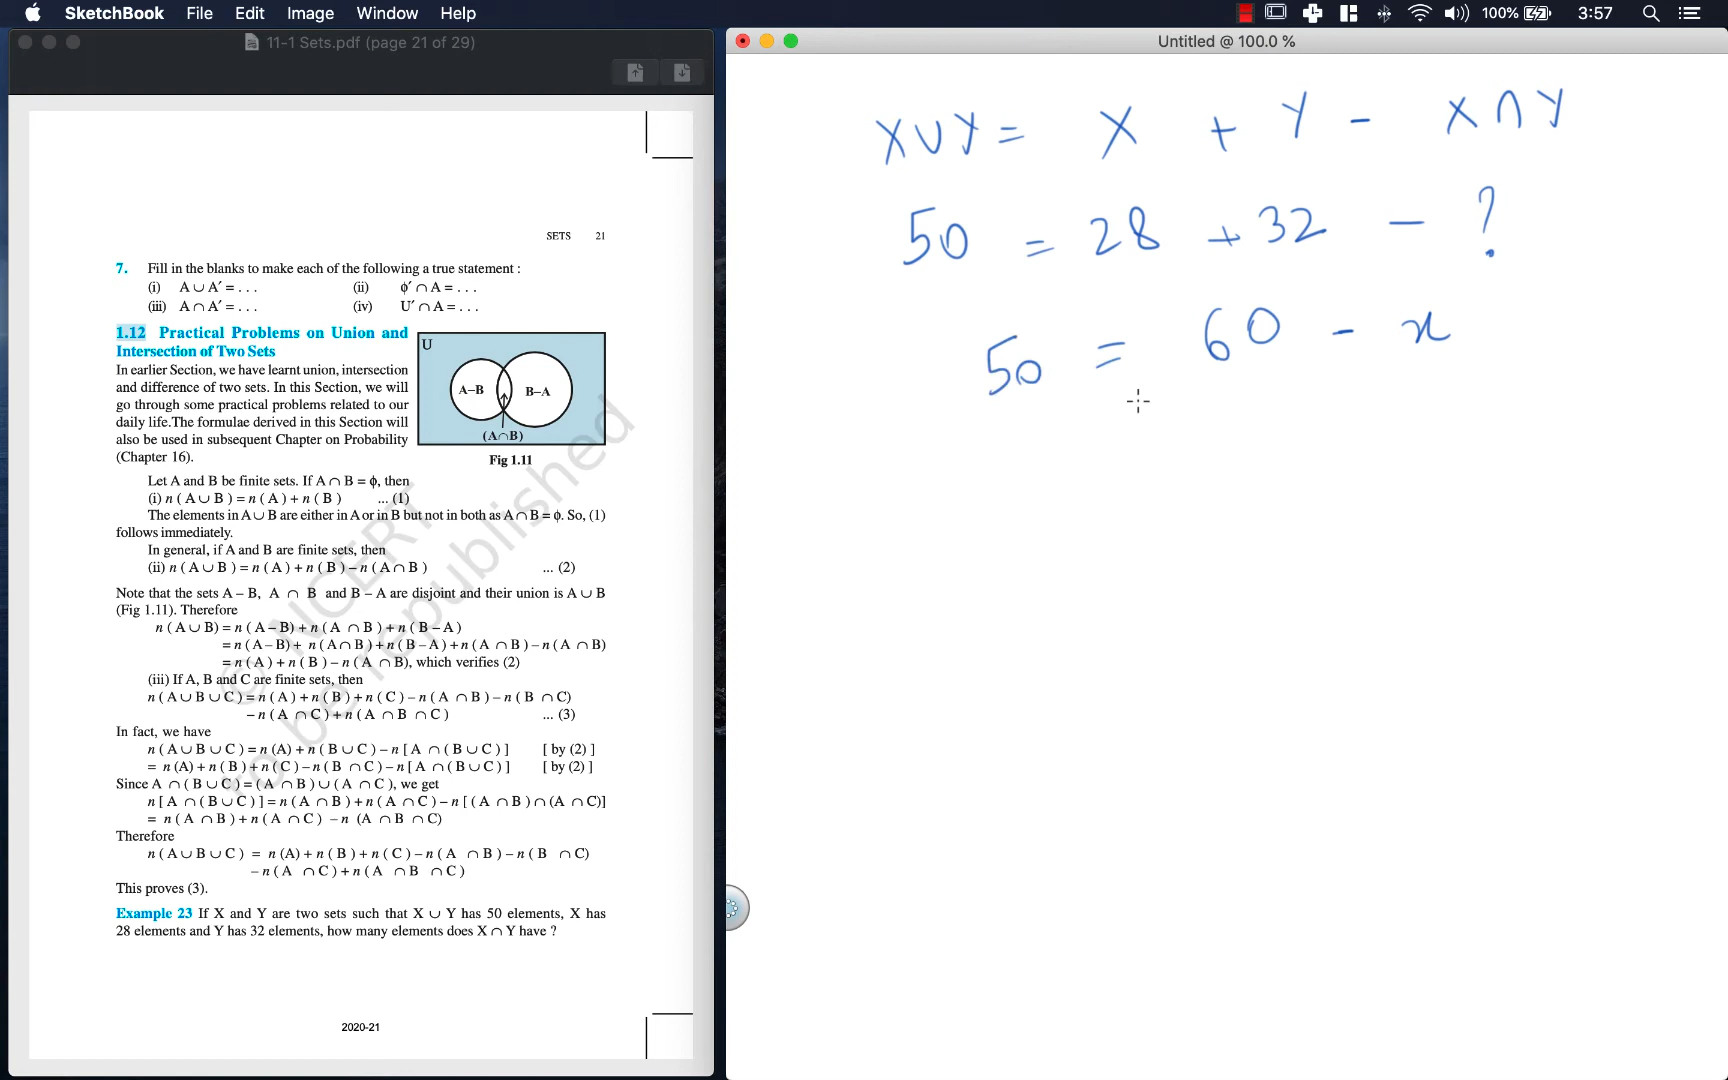 SketchBook File Edit Image Window Help 100% 3:57
11-1 Sets.pdf (page 21 of 29)
SETS 21
7. Fill in the blanks to make each of the following a true statement :
(i) A ∪ A′ = . . . (ii) φ′ ∩ A = . . .
(iii) A ∩ A′ = . . . (iv) U′ ∩ A = . . .
1.12 Practical Problems on Union and
Intersection of Two Sets
In earlier Section, we have learnt union, intersection
and difference of two sets. In this Section, we will
go through some practical problems related to our
daily life.The formulae derived in this Section will
also be used in subsequent Chapter on Probability
(Chapter 16).
U
A–B B–A
(A∩B)
Fig 1.11
Let A and B be finite sets. If A ∩ B = φ, then
(i) n ( A ∪ B ) = n ( A ) + n ( B ) ... (1)
The elements in A ∪ B are either in A or in B but not in both as A ∩ B = φ. So, (1)
follows immediately.
In general, if A and B are finite sets, then
(ii) n ( A ∪ B ) = n ( A ) + n ( B ) – n ( A ∩ B ) ... (2)
Note that the sets A – B, A ∩ B and B – A are disjoint and their union is A ∪ B
(Fig 1.11). Therefore
n ( A ∪ B) = n ( A – B) + n ( A ∩ B ) + n ( B – A )
= n ( A – B) + n ( A ∩ B ) + n ( B – A ) + n ( A ∩ B ) – n ( A ∩ B)
= n ( A ) + n ( B ) – n ( A ∩ B), which verifies (2)
(iii) If A, B and C are finite sets, then
n ( A ∪ B ∪ C ) = n ( A ) + n ( B ) + n ( C ) – n ( A ∩ B ) – n ( B ∩ C)
– n ( A ∩ C ) + n ( A ∩ B ∩ C ) ... (3)
In fact, we have
n ( A ∪ B ∪ C ) = n (A) + n ( B ∪ C ) – n [ A ∩ ( B ∪ C ) ] [ by (2) ]
= n (A) + n ( B ) + n ( C ) – n ( B ∩ C ) – n [ A ∩ ( B ∪ C ) ] [ by (2) ]
Since A ∩ ( B ∪ C ) = ( A ∩ B ) ∪ ( A ∩ C ), we get
n [ A ∩ ( B ∪ C ) ] = n ( A ∩ B ) + n ( A ∩ C ) – n [ ( A ∩ B ) ∩ (A ∩ C)]
= n ( A ∩ B ) + n ( A ∩ C ) – n (A ∩ B ∩ C)
Therefore
n ( A ∪ B ∪ C ) = n (A) + n ( B ) + n ( C ) – n ( A ∩ B ) – n ( B ∩ C)
– n ( A ∩ C ) + n ( A ∩ B ∩ C )
This proves (3).
Example 23 If X and Y are two sets such that X ∪ Y has 50 elements, X has
28 elements and Y has 32 elements, how many elements does X ∩ Y have ?
© NCERT
to be republished
2020-21
Untitled @ 100.0 %
X∪Y = X + Y - X ∩ Y
50 = 28 + 32 - ?
50 = 60 - x